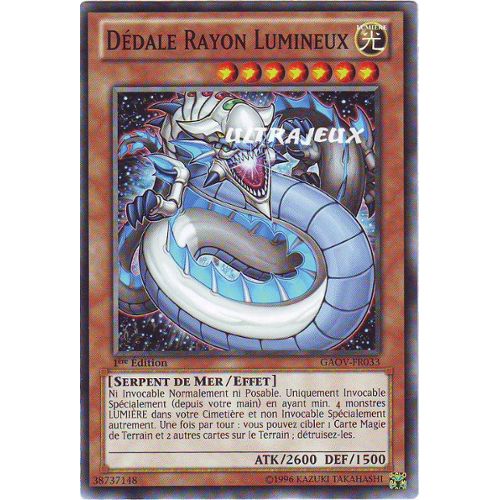 DÉDALE RAYON LUMINEUX
LUMIÈRE
光
ULTRAJEUX
1ère Édition
GAOV-FR033
[SERPENT DE MER/EFFET]
Ni Invocable Normalement ni Posable. Uniquement Invocable
Spécialement (depuis votre main) en ayant min. 4 monstres
LUMIÈRE dans votre Cimetière et non Invocable Spécialement
autrement. Une fois par tour : vous pouvez cibler 1 Carte Magie
de Terrain et 2 autres cartes sur le Terrain ; détruisez-les.
ATK/2600 DEF/1500
38737148
©1996 KAZUKI TAKAHASHI